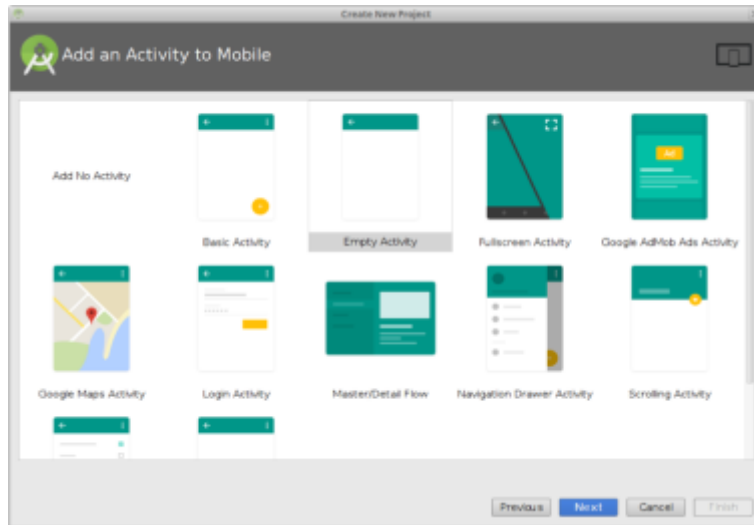 Create New Project
Add an Activity to Mobile
Add No Activity
Basic Activity
Empty Activity
Fullscreen Activity
Google AdMob Ads Activity
Ad
Google Maps Activity
Login Activity
Master/Detail Flow
Navigation Drawer Activity
Scrolling Activity
Previous
Next
Cancel
Finish